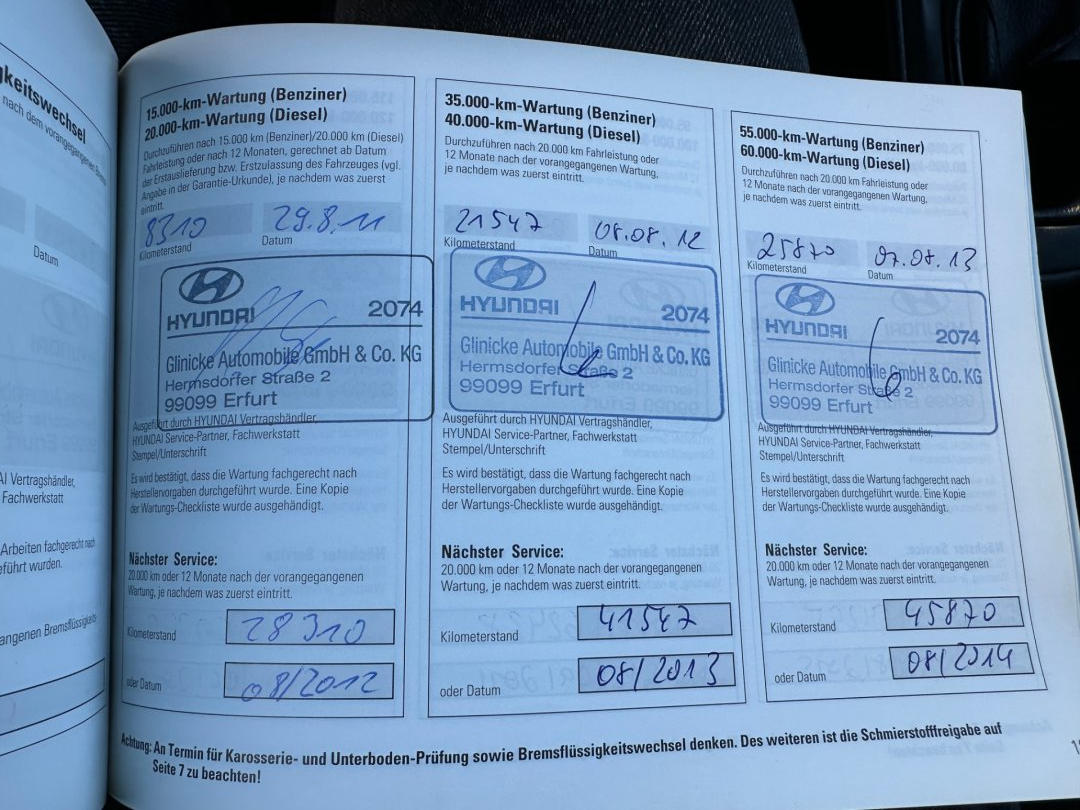 gkeitswechsel
nach dem vorangegangenen
Datum
AI Vertragshändler,
Fachwerkstatt
Arbeiten fachgerecht nach
eführt wurden.
angenen Bremsflüssigkeits
15.000-km-Wartung (Benziner)
20.000-km-Wartung (Diesel)
Durchzuführen nach 15.000 km (Benziner)/20.000 km (Diesel)
Fahrleistung oder nach 12 Monaten, gerechnet ab Datum
der Erstauslieferung bzw. Erstzulassung des Fahrzeuges (vgl.
Angabe in der Garantie-Urkunde), je nachdem was zuerst
eintritt.
8310 29.8.11
Kilometerstand Datum
HYUNDAI 2074
Glinicke Automobile GmbH & Co. KG
Hermsdorfer Straße 2
99099 Erfurt
Ausgeführt durch HYUNDAI Vertragshändler,
HYUNDAI Service-Partner, Fachwerkstatt
Stempel/Unterschrift
Es wird bestätigt, dass die Wartung fachgerecht nach
Herstellervorgaben durchgeführt wurde. Eine Kopie
der Wartungs-Checkliste wurde ausgehändigt.
Nächster Service:
20.000 km oder 12 Monate nach der vorangegangenen
Wartung, je nachdem was zuerst eintritt.
Kilometerstand 28310
oder Datum 08/2012
35.000-km-Wartung (Benziner)
40.000-km-Wartung (Diesel)
Durchzuführen nach 20.000 km Fahrleistung oder
12 Monate nach der vorangegangenen Wartung,
je nachdem was zuerst eintritt.
21547 08.08.12
Kilometerstand Datum
HYUNDAI 2074
Glinicke Automobile GmbH & Co. KG
Hermsdorfer Straße 2
99099 Erfurt
Ausgeführt durch HYUNDAI Vertragshändler,
HYUNDAI Service-Partner, Fachwerkstatt
Stempel/Unterschrift
Es wird bestätigt, dass die Wartung fachgerecht nach
Herstellervorgaben durchgeführt wurde. Eine Kopie
der Wartungs-Checkliste wurde ausgehändigt.
Nächster Service:
20.000 km oder 12 Monate nach der vorangegangenen
Wartung, je nachdem was zuerst eintritt.
Kilometerstand 41547
oder Datum 08/2013
55.000-km-Wartung (Benziner)
60.000-km-Wartung (Diesel)
Durchzuführen nach 20.000 km Fahrleistung oder
12 Monate nach der vorangegangenen Wartung,
je nachdem was zuerst eintritt.
25870 07.08.13
Kilometerstand Datum
HYUNDAI 2074
Glinicke Automobile GmbH & Co. KG
Hermsdorfer Straße 2
99099 Erfurt
Ausgeführt durch HYUNDAI Vertragshändler,
HYUNDAI Service-Partner, Fachwerkstatt
Stempel/Unterschrift
Es wird bestätigt, dass die Wartung fachgerecht nach
Herstellervorgaben durchgeführt wurde. Eine Kopie
der Wartungs-Checkliste wurde ausgehändigt.
Nächster Service:
20.000 km oder 12 Monate nach der vorangegangenen
Wartung, je nachdem was zuerst eintritt.
Kilometerstand 45870
oder Datum 08/2014
Achtung: An Termin für Karosserie- und Unterboden-Prüfung sowie Bremsflüssigkeitswechsel denken. Des weiteren ist die Schmierstofffreigabe auf
Seite 7 zu beachten!